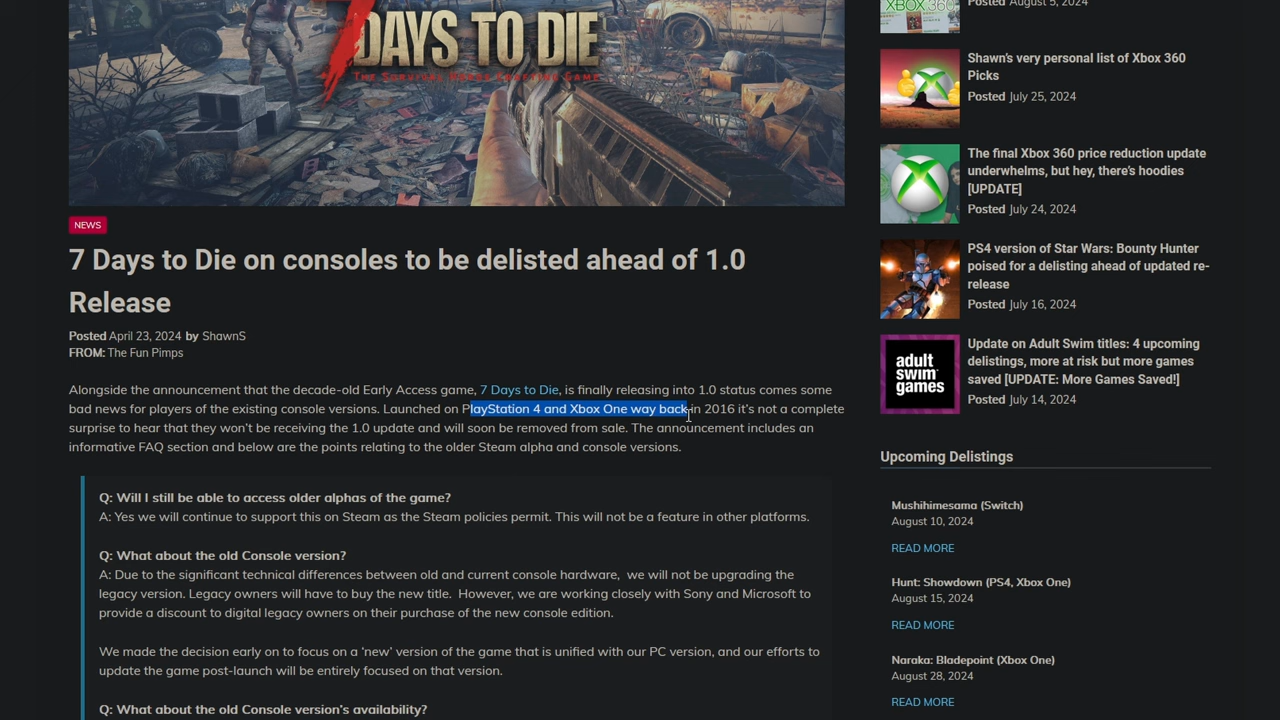 7 DAYS TO DIE
THE SURVIVAL HORDE CRAFTING GAME
NEWS
7 Days to Die on consoles to be delisted ahead of 1.0
Release
Posted April 23, 2024 by ShawnS
FROM: The Fun Pimps
Alongside the announcement that the decade-old Early Access game, 7 Days to Die, is finally releasing into 1.0 status comes some
bad news for players of the existing console versions. Launched on PlayStation 4 and Xbox One way back in 2016 it’s not a complete
surprise to hear that they won’t be receiving the 1.0 update and will soon be removed from sale. The announcement includes an
informative FAQ section and below are the points relating to the older Steam alpha and console versions.
Q: Will I still be able to access older alphas of the game?
A: Yes we will continue to support this on Steam as the Steam policies permit. This will not be a feature in other platforms.
Q: What about the old Console version?
A: Due to the significant technical differences between old and current console hardware,  we will not be upgrading the
legacy version. Legacy owners will have to buy the new title.  However, we are working closely with Sony and Microsoft to
provide a discount to digital legacy owners on their purchase of the new console edition.
We made the decision early on to focus on a ‘new’ version of the game that is unified with our PC version, and our efforts to
update the game post-launch will be entirely focused on that version.
Q: What about the old Console version’s availability?
XBOX 360
Posted August 5, 2024
Shawn’s very personal list of Xbox 360
Picks
Posted July 25, 2024
The final Xbox 360 price reduction update
underwhelms, but hey, there’s hoodies
[UPDATE]
Posted July 24, 2024
PS4 version of Star Wars: Bounty Hunter
poised for a delisting ahead of updated re-
release
Posted July 16, 2024
adult
swim
games
Update on Adult Swim titles: 4 upcoming
delistings, more at risk but more games
saved [UPDATE: More Games Saved!]
Posted July 14, 2024
Upcoming Delistings
Mushihimesama (Switch)
August 10, 2024
READ MORE
Hunt: Showdown (PS4, Xbox One)
August 15, 2024
READ MORE
Naraka: Bladepoint (Xbox One)
August 28, 2024
READ MORE